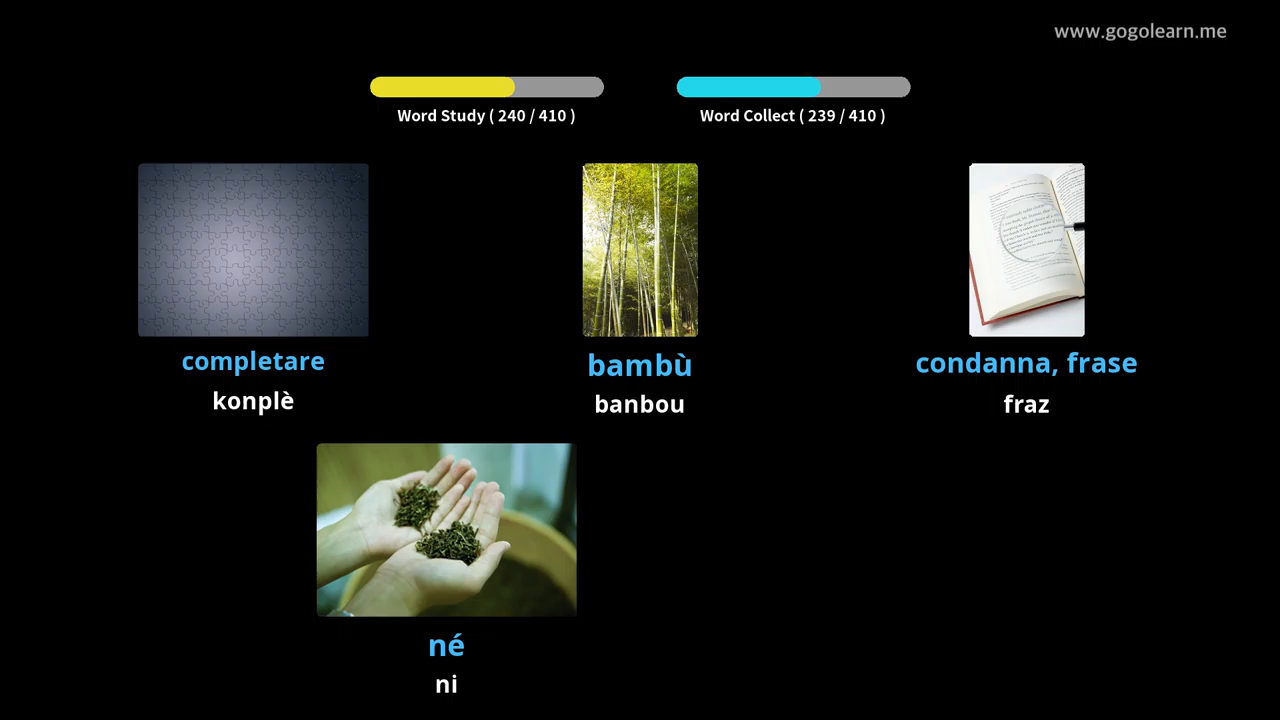 www.gogolearn.me
Word Study ( 240 / 410 )
Word Collect ( 239 / 410 )
completare
konplè
bambù
banbou
condanna, frase
fraz
né
ni